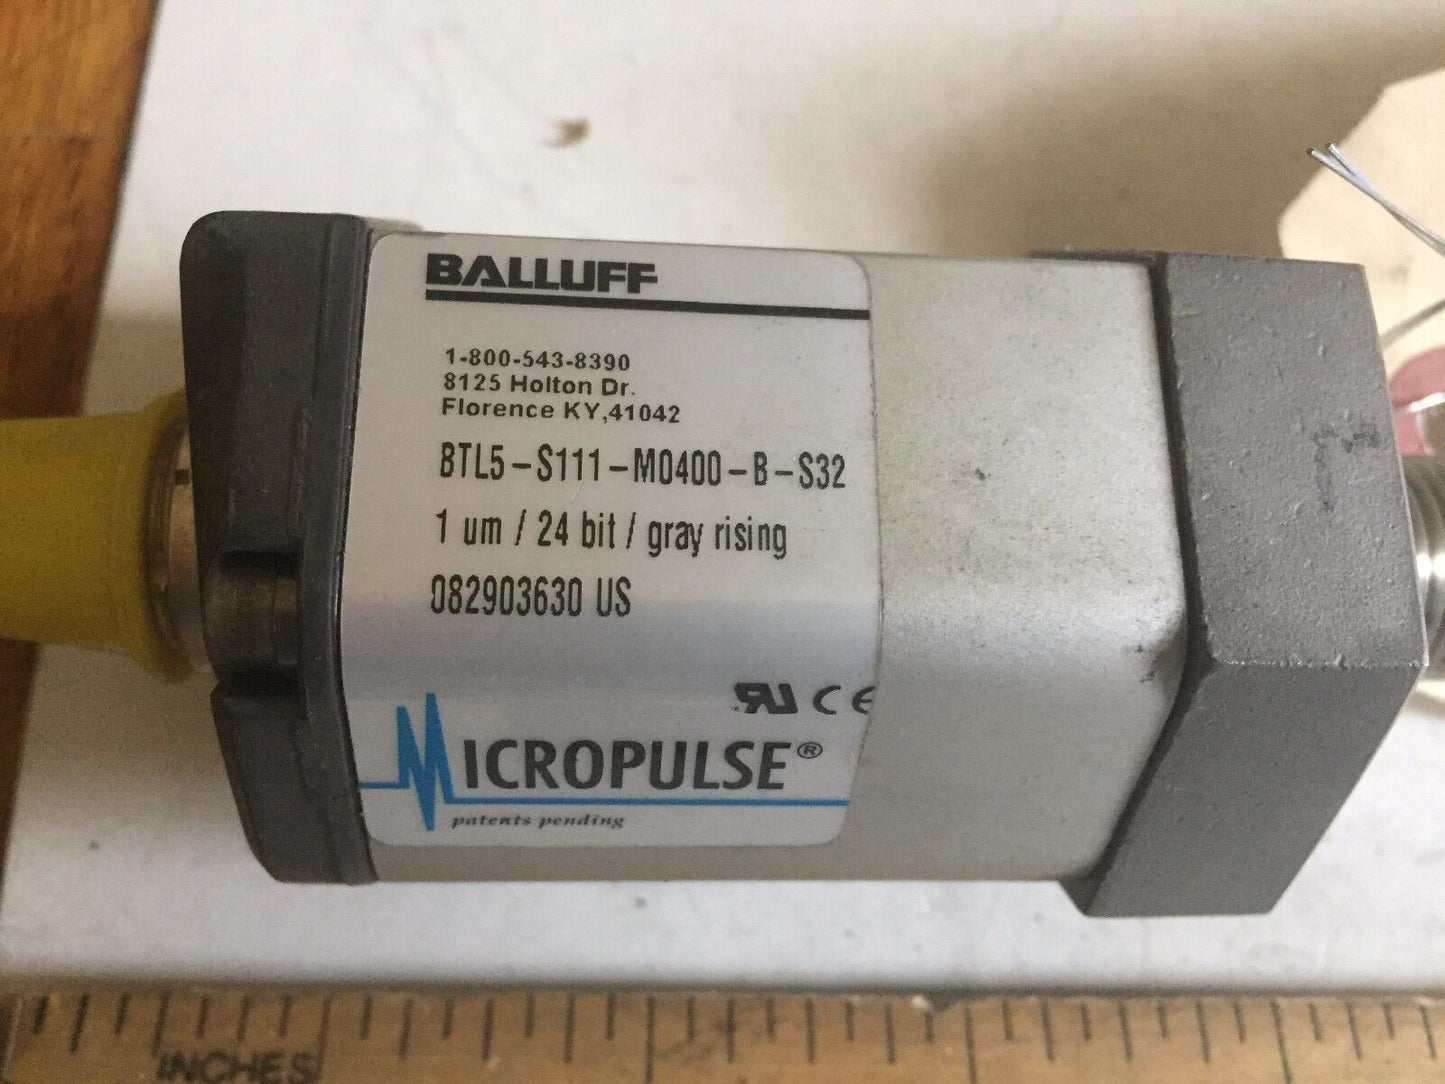 BALLUFF
1-800-543-8390
8125 Holton Dr.
Florence KY,41042
BTL5-S111-M0400-B-S32
1 um / 24 bit / gray rising
082903630 US
RU CE
MICROPULSE®
patents pending
INCHES